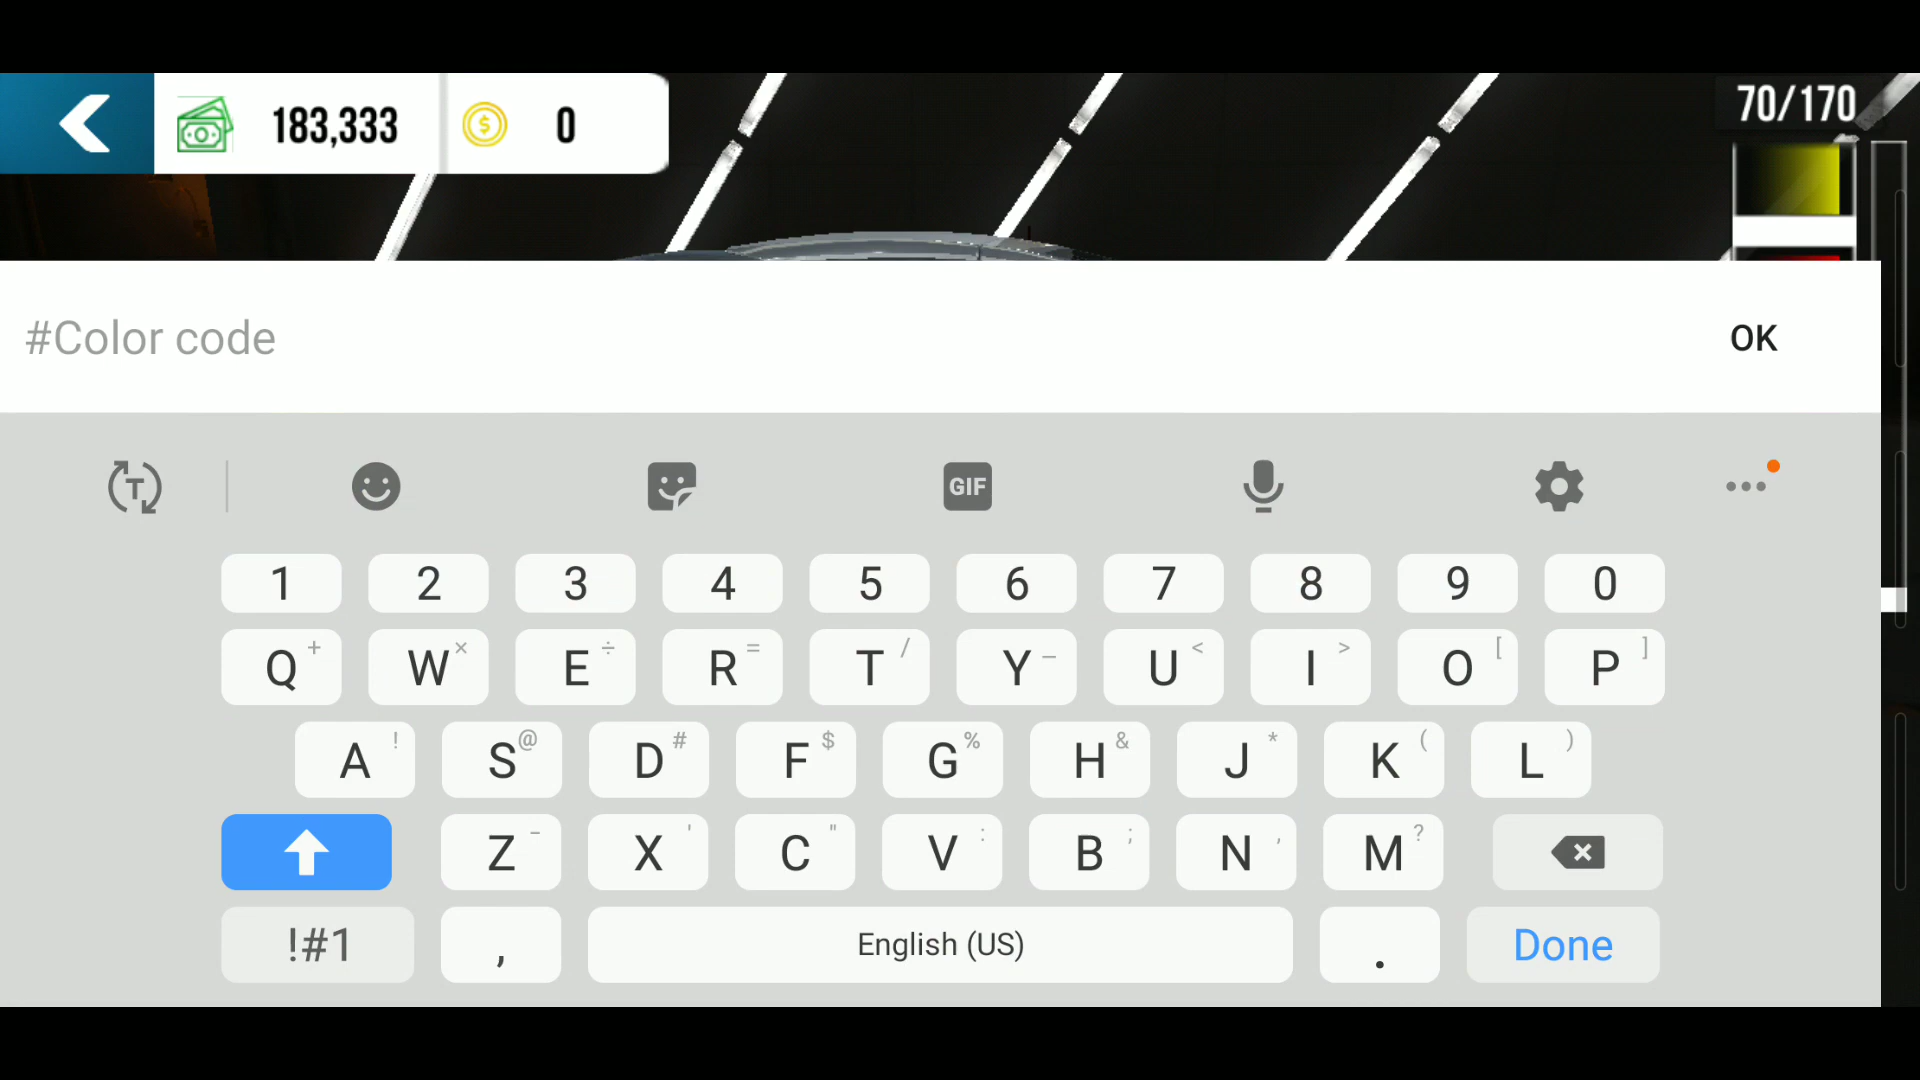 183,333 0 70/170
#Color code OK
T GIF
1 2 3 4 5 6 7 8 9 0
Q + W × E ÷ R = T / Y _ U < I > O [ P ]
A ! S @ D # F $ G % H & J * K ( L )
Z - X ' C " V : B ; N , M ?
!#1 , English (US) . Done